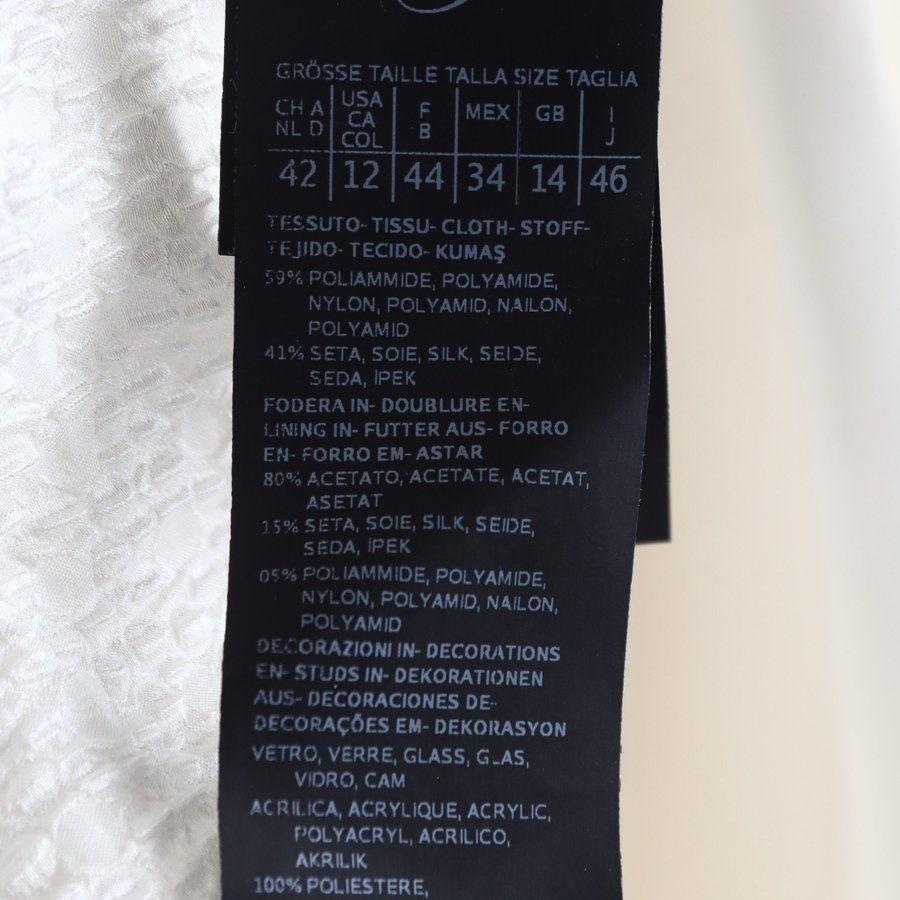 GRÖSSE TAILLE TALLA SIZE TAGLIA
CH A NL D USA CA COL F B MEX GB I J
42 12 44 34 14 46
TESSUTO- TISSU- CLOTH- STOFF-
TEJIDO- TECIDO- KUMAŞ
59% POLIAMMIDE, POLYAMIDE,
NYLON, POLYAMID, NAILON,
POLYAMID
41% SETA, SOIE, SILK, SEIDE,
SEDA, İPEK
FODERA IN- DOUBLURE EN-
LINING IN- FUTTER AUS- FORRO
EN- FORRO EM- ASTAR
80% ACETATO, ACETATE, ACETAT,
ASETAT
15% SETA, SOIE, SILK, SEIDE,
SEDA, İPEK
05% POLIAMMIDE, POLYAMIDE,
NYLON, POLYAMID, NAILON,
POLYAMID
DECORAZIONI IN- DECORATIONS
EN- STUDS IN- DEKORATIONEN
AUS- DECORACIONES DE-
DECORAÇÕES EM- DEKORASYON
VETRO, VERRE, GLASS, GLAS,
VIDRO, CAM
ACRILICA, ACRYLIQUE, ACRYLIC,
POLYACRYL, ACRILICO,
AKRILIK
100% POLIESTERE,